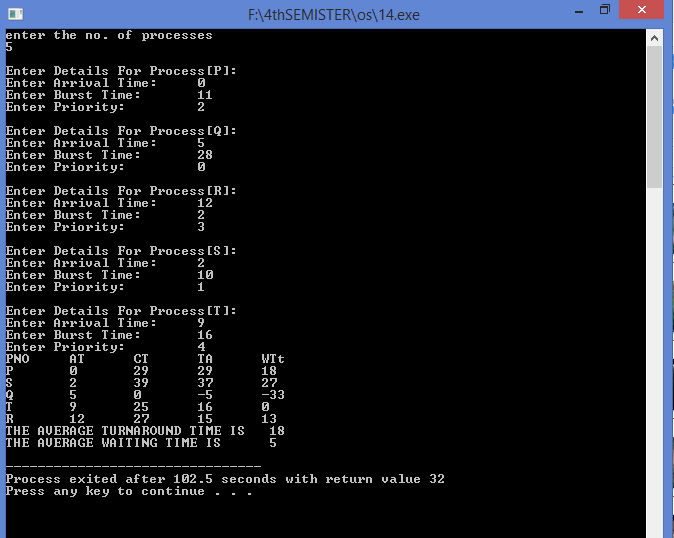 F:\4thSEMISTER\os\14.exe
enter the no. of processes
5
Enter Details For Process[P]:
Enter Arrival Time: 0
Enter Burst Time: 11
Enter Priority: 2
Enter Details For Process[Q]:
Enter Arrival Time: 5
Enter Burst Time: 28
Enter Priority: 0
Enter Details For Process[R]:
Enter Arrival Time: 12
Enter Burst Time: 2
Enter Priority: 3
Enter Details For Process[S]:
Enter Arrival Time: 2
Enter Burst Time: 10
Enter Priority: 1
Enter Details For Process[T]:
Enter Arrival Time: 9
Enter Burst Time: 16
Enter Priority: 4
PNO AT CT TA WTt
P 0 29 29 18
S 2 39 37 27
Q 5 0 -5 -33
T 9 25 16 0
R 12 27 15 13
THE AVERAGE TURNAROUND TIME IS 18
THE AVERAGE WAITING TIME IS 5
--------------------------------
Process exited after 102.5 seconds with return value 32
Press any key to continue . . .